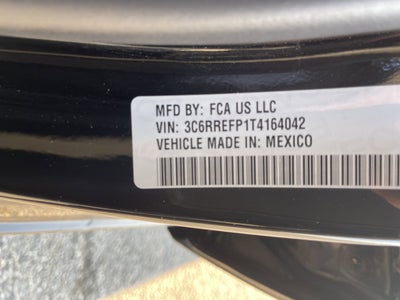 MFD BY: FCA US LLC
VIN: 3C6RREFP1T4164042
VEHICLE MADE IN: MEXICO